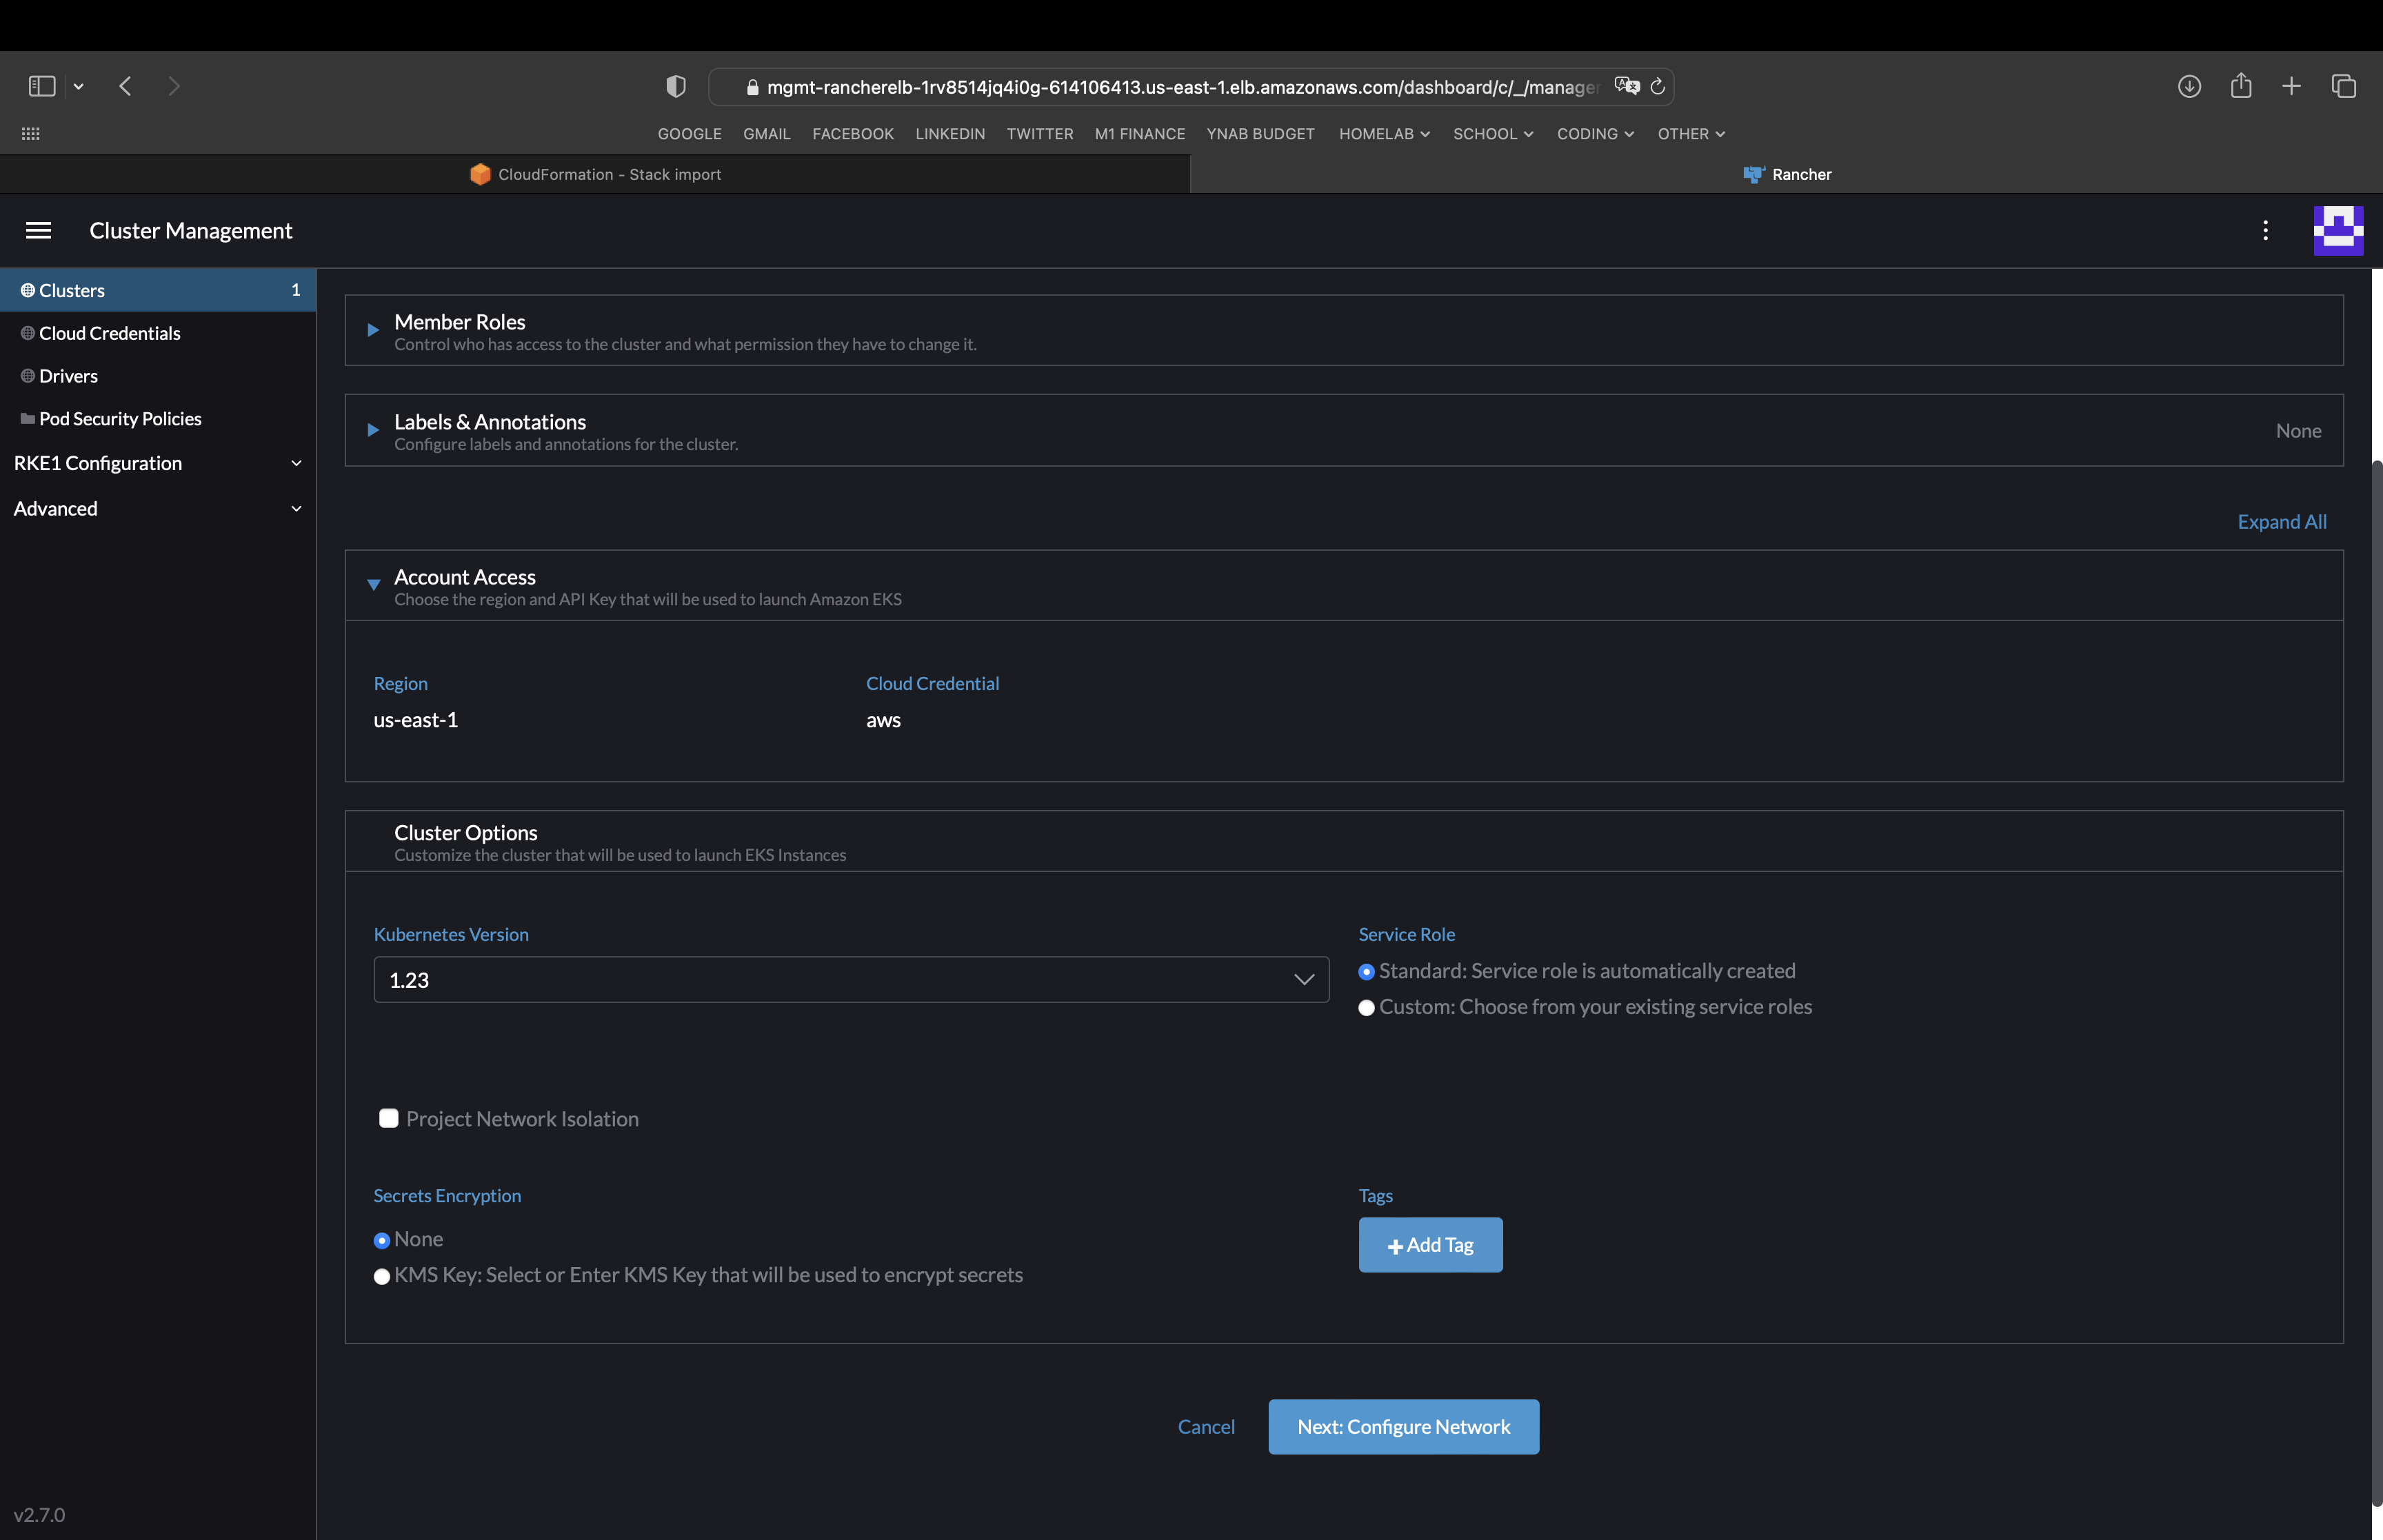 mgmt-rancherelb-1rv8514jq4i0g-614106413.us-east-1.elb.amazonaws.com/dashboard/c/_/manager
GOOGLE GMAIL FACEBOOK LINKEDIN TWITTER M1 FINANCE YNAB BUDGET HOMELAB SCHOOL CODING OTHER
CloudFormation - Stack import
Rancher
Cluster Management
Clusters 1
Cloud Credentials
Drivers
Pod Security Policies
RKE1 Configuration
Advanced
Member Roles
Control who has access to the cluster and what permission they have to change it.
Labels & Annotations
Configure labels and annotations for the cluster.
None
Expand All
Account Access
Choose the region and API Key that will be used to launch Amazon EKS
Region
us-east-1
Cloud Credential
aws
Cluster Options
Customize the cluster that will be used to launch EKS Instances
Kubernetes Version
1.23
Service Role
Standard: Service role is automatically created
Custom: Choose from your existing service roles
Project Network Isolation
Secrets Encryption
None
KMS Key: Select or Enter KMS Key that will be used to encrypt secrets
Tags
Add Tag
Cancel
Next: Configure Network
v2.7.0